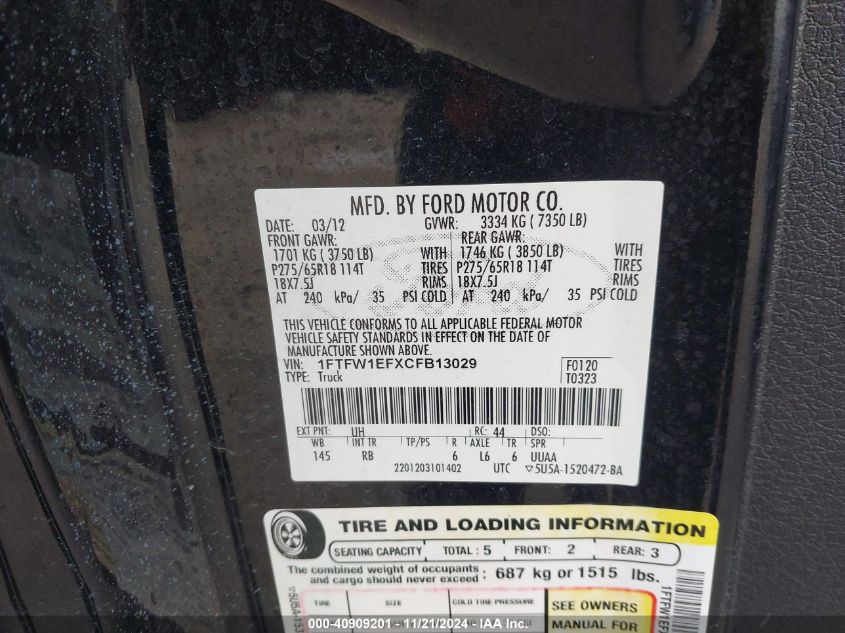 MFD. BY FORD MOTOR CO.
DATE: 03/12 GVWR: 3334 KG ( 7350 LB)
FRONT GAWR: REAR GAWR:
1701 KG ( 3750 LB) WITH 1746 KG ( 3850 LB) WITH
P275/65R18 114T TIRES P275/65R18 114T TIRES
18X7.5J RIMS 18X7.5J RIMS
AT 240 kPa/ 35 PSI COLD AT 240 kPa/ 35 PSI COLD
THIS VEHICLE CONFORMS TO ALL APPLICABLE FEDERAL MOTOR
VEHICLE SAFETY STANDARDS IN EFFECT ON THE DATE OF
MANUFACTURE SHOWN ABOVE.
VIN: 1FTFW1EFXCFB13029 F0120
TYPE: Truck T0323
EXT PNT: UH RC: 44 DSO:
WB INT TR TP/PS R AXLE TR SPR
145 RB 6 L6 6 UUAA
2201203101402 UTC ▽5U5A-1520472-BA
TIRE AND LOADING INFORMATION
SEATING CAPACITY TOTAL : 5 FRONT: 2 REAR: 3
The combined weight of occupants
and cargo should never exceed : 687 kg or 1515 lbs.
TIRE SIZE COLD TIRE PRESSURE SEE OWNERS
MANUAL FOR
000-40909201 - 11/21/2024 - IAAI.com